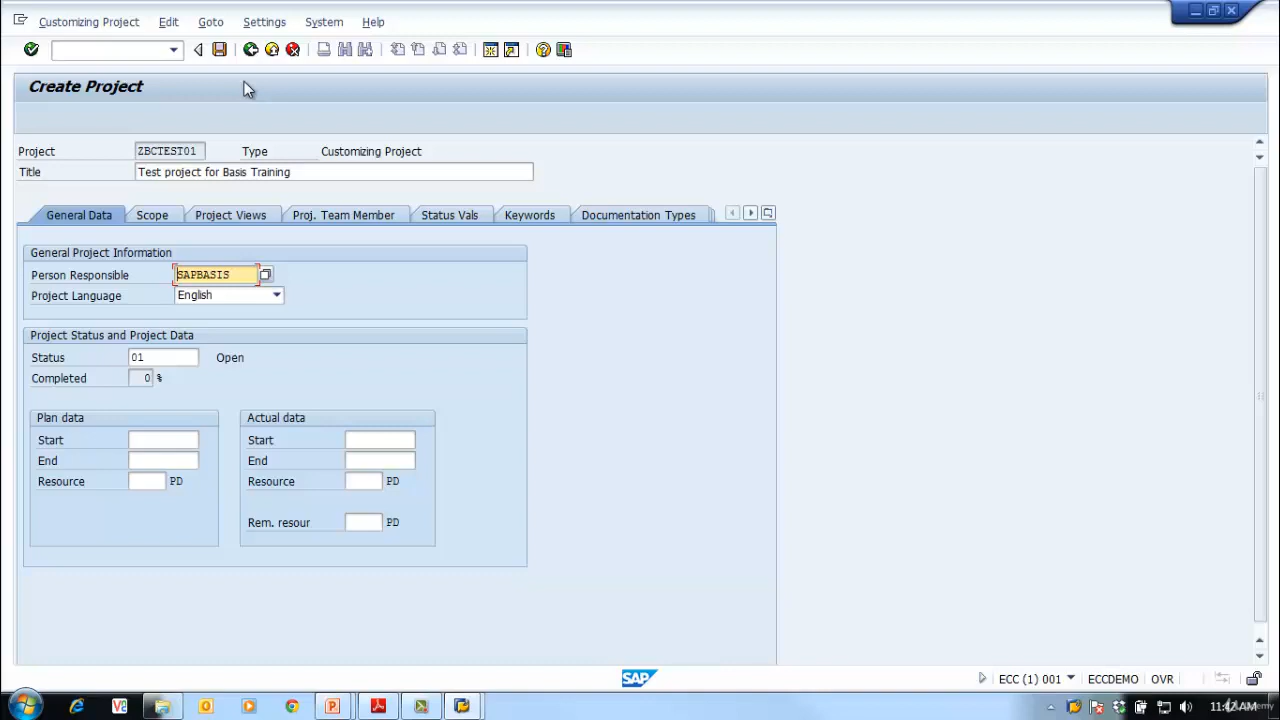 Customizing Project Edit Goto Settings System Help
Create Project
Project ZBCTEST01 Type Customizing Project
Title Test project for Basis Training
General Data Scope Project Views Proj. Team Member Status Vals Keywords Documentation Types
General Project Information
Person Responsible SAPBASIS
Project Language English
Project Status and Project Data
Status 01 Open
Completed 0 %
Plan data Actual data
Start Start
End End
Resource PD Resource PD
Rem. resour PD
SAP ECC (1) 001 ECCDEMO OVR